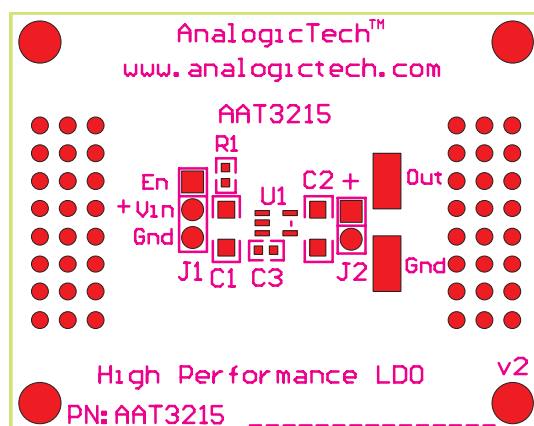 AnalogicTech™
www.analogictech.com
AAT3215
R1
En
C2 +
Out
U1
+Vin
Gnd
Gnd
J1
C1
C3
J2
High Performance LDO
v2
PN:AAT3215 _______________